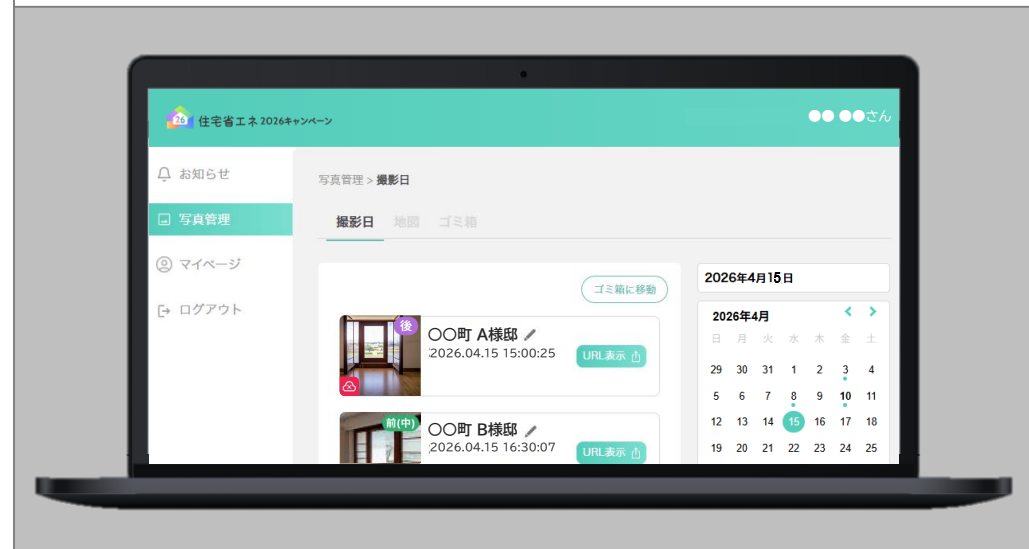 26 住宅省エネ2026キャンペーン
●● ●●さん
お知らせ
写真管理
マイページ
ログアウト
写真管理 > 撮影日
撮影日 地図 ゴミ箱
ゴミ箱に移動
後
〇〇町 A様邸
2026.04.15 15:00:25
URL表示
前(中)
〇〇町 B様邸
2026.04.15 16:30:07
URL表示
2026年4月15日
2026年4月 < >
日 月 火 水 木 金 土
29 30 31 1 2 3 4
5 6 7 8 9 10 11
12 13 14 15 16 17 18
19 20 21 22 23 24 25